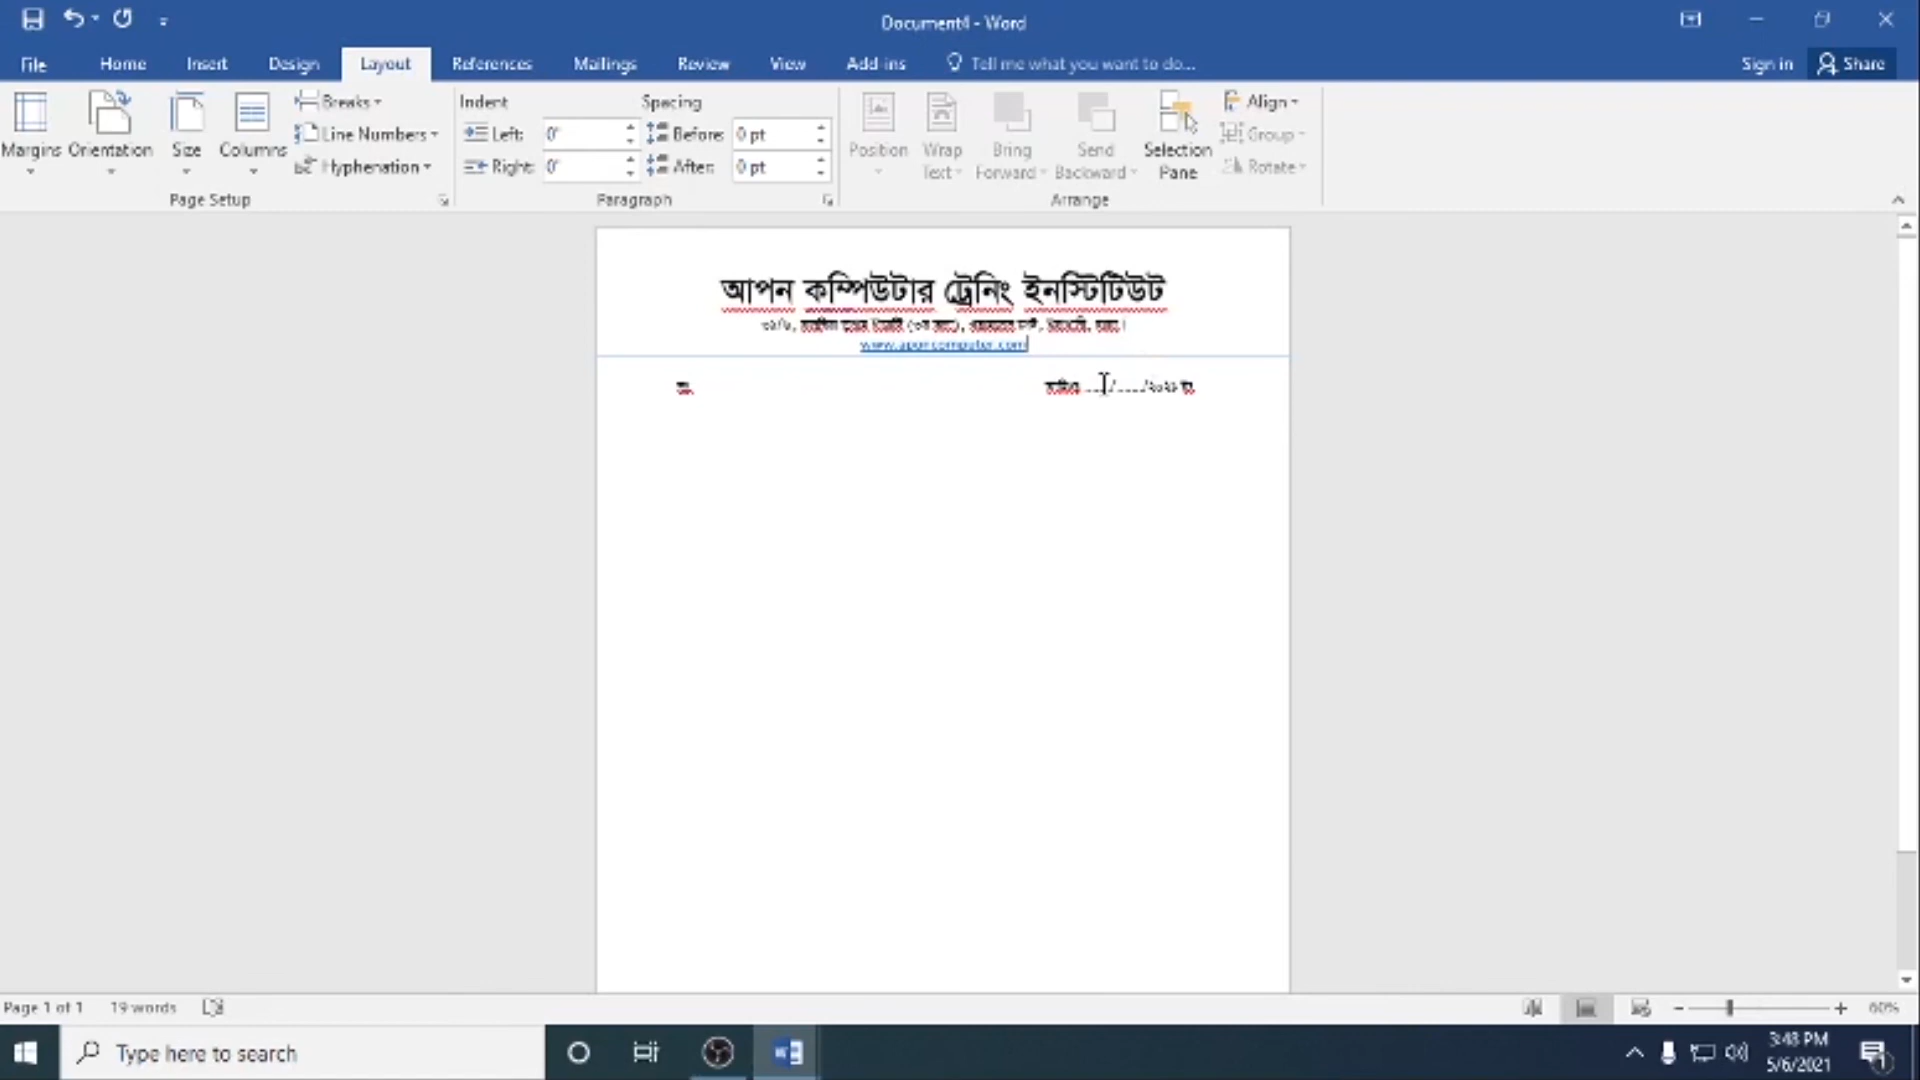 Document4 - Word
File Home Insert Design Layout References Mailings Review View Add-ins Tell me what you want to do... Sign in Share
Margins Orientation Size Columns
Breaks
Line Numbers
Hyphenation
Page Setup
Indent Spacing
Left: 0" Before: 0 pt
Right: 0" After: 0 pt
Paragraph
Position
Wrap Text
Bring Forward
Send Backward
Selection Pane
Align
Group
Rotate
Arrange
আপন কম্পিউটার ট্রেনিং ইনস্টিটিউট
www.aponcomputer.com
Page 1 of 1 19 words 60%
Type here to search
3:48 PM
5/6/2021
1